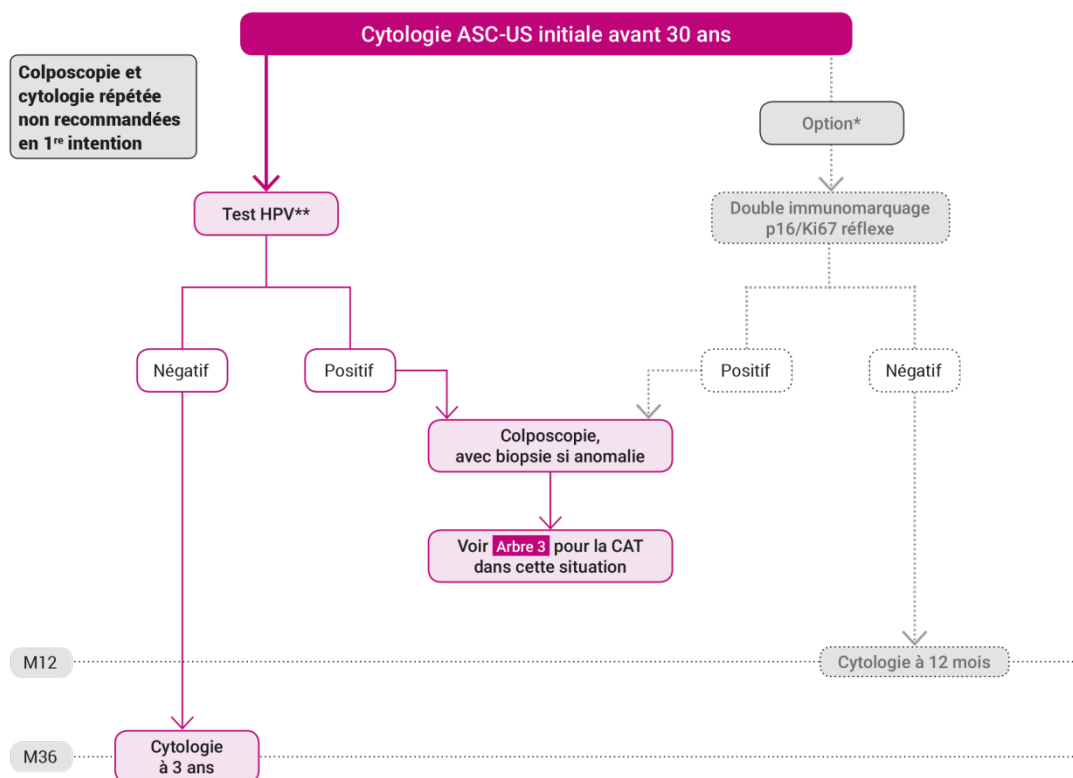 Cytologie ASC-US initiale avant 30 ans
Colposcopie et
cytologie répétée
non recommandées
en 1re intention
Option*
Test HPV**
Double immunomarquage
p16/Ki67 réflexe
Négatif
Positif
Positif
Négatif
Colposcopie,
avec biopsie si anomalie
Voir Arbre 3 pour la CAT
dans cette situation
M12
Cytologie à 12 mois
M36
Cytologie
à 3 ans